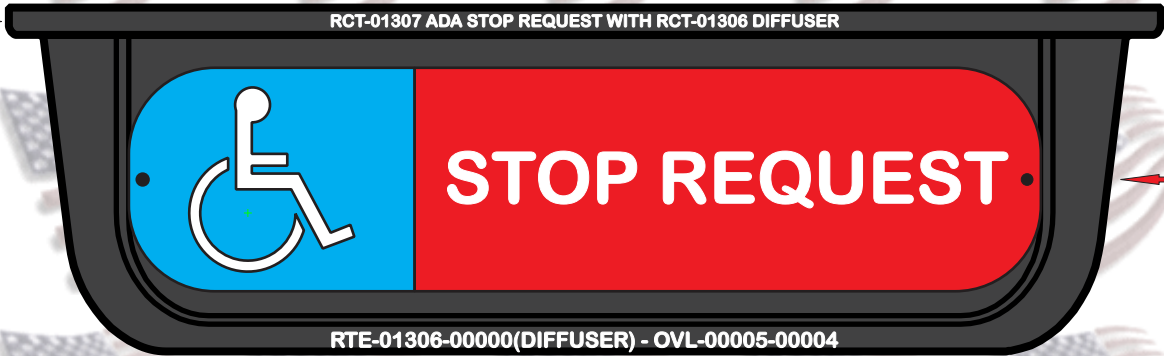 RCT-01307 ADA STOP REQUEST WITH RCT-01306 DIFFUSER
STOP REQUEST
RTE-01306-00000(DIFFUSER) - OVL-00005-00004